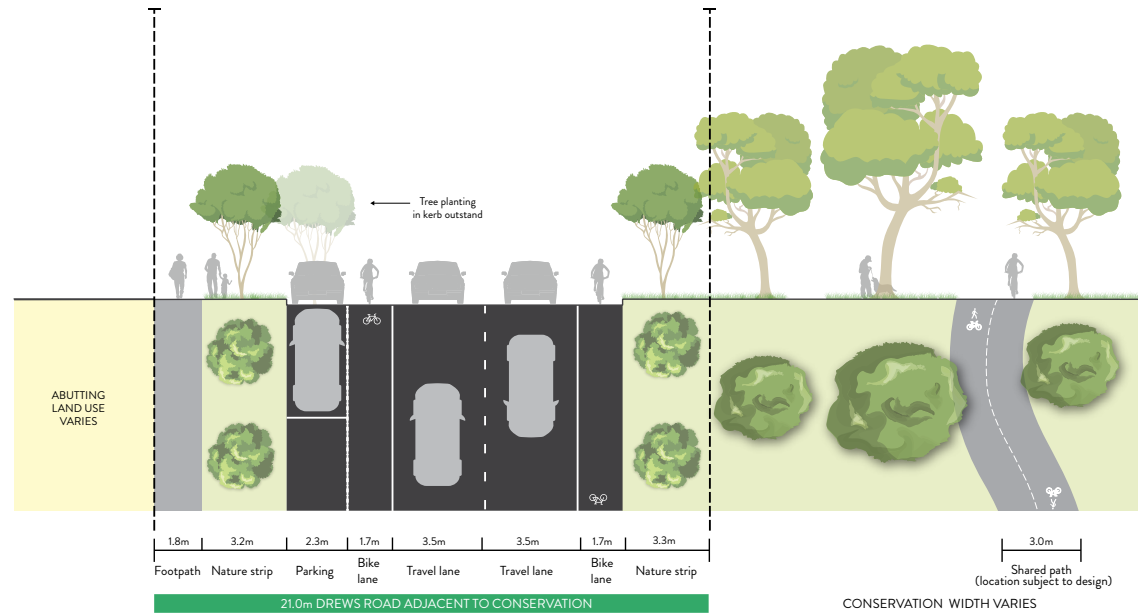 Tree planting
in kerb outstand
ABUTTING
LAND USE
VARIES
1.8m 3.2m 2.3m 1.7m 3.5m 3.5m 1.7m 3.3m 3.0m
Footpath Nature strip Parking Bike lane Travel lane Travel lane Bike lane Nature strip Shared path
(location subject to design)
21.0m DREWS ROAD ADJACENT TO CONSERVATION CONSERVATION WIDTH VARIES